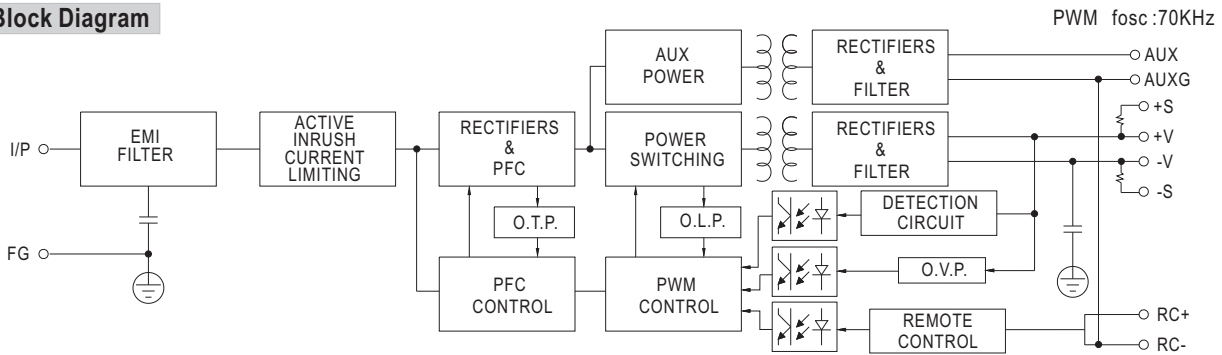 Block Diagram
PWM fosc :70KHz
AUX
POWER
RECTIFIERS
&
FILTER
AUX
AUXG
+S
+V
-V
-S
I/P
EMI
FILTER
ACTIVE
INRUSH
CURRENT
LIMITING
RECTIFIERS
&
PFC
POWER
SWITCHING
RECTIFIERS
&
FILTER
O.T.P.
O.L.P.
DETECTION
CIRCUIT
FG
PFC
CONTROL
PWM
CONTROL
O.V.P.
REMOTE
CONTROL
RC+
RC-